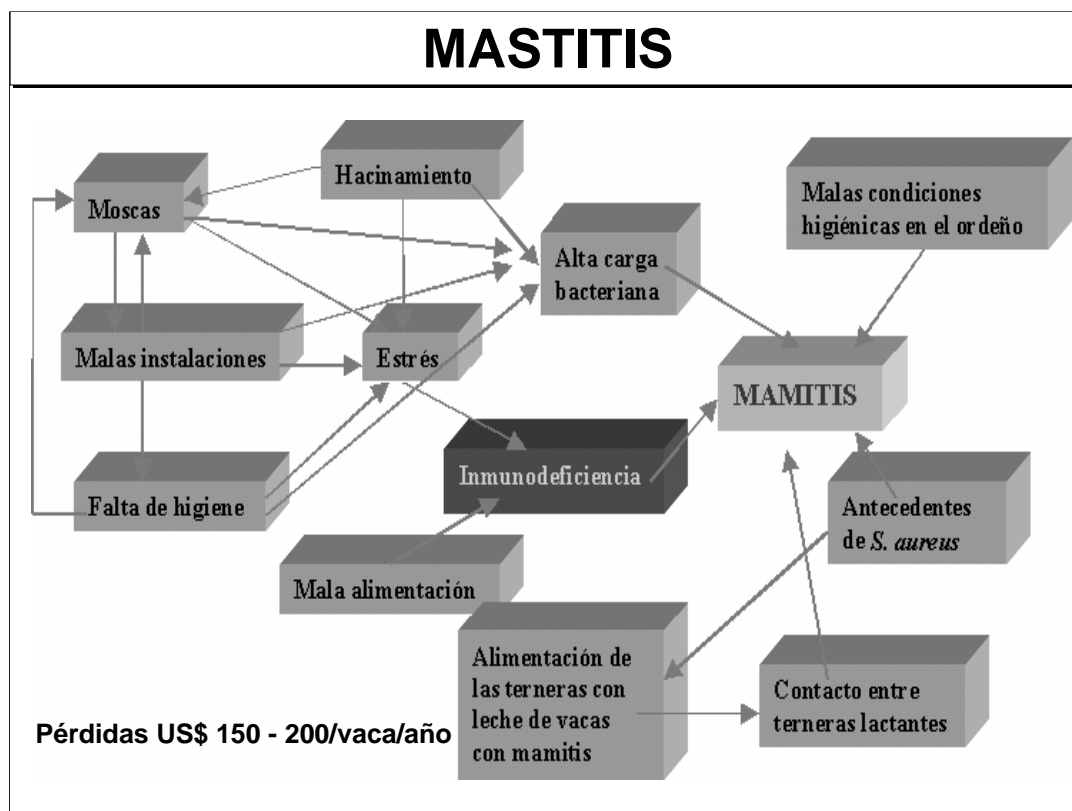 MASTITIS
Hacinamiento
Moscas
Malas condiciones
higiénicas en el ordeño
Alta carga
bacteriana
Malas instalaciones
Estrés
MAMITIS
Inmunodeficiencia
Falta de higiene
Antecedentes
de S. aureus
Mala alimentación
Alimentación de
las terneras con
leche de vacas
con mamitis
Contacto entre
terneras lactantes
Pérdidas US$ 150 - 200/vaca/año